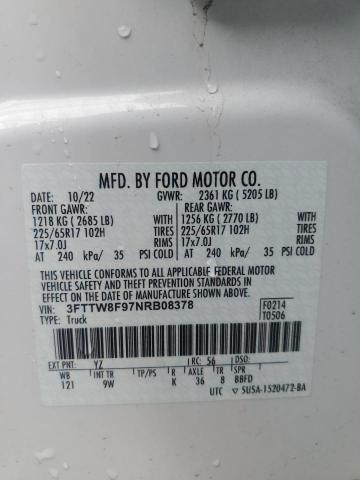 MFD. BY FORD MOTOR CO.
DATE: 10/22 GVWR: 2361 KG ( 5205 LB)
FRONT GAWR: REAR GAWR:
1218 KG ( 2685 LB) WITH 1256 KG ( 2770 LB) WITH
225/65R17 102H TIRES 225/65R17 102H TIRES
17x7.0J RIMS 17x7.0J RIMS
AT 240 kPa/ 35 PSI COLD AT 240 kPa/ 35 PSI COLD
THIS VEHICLE CONFORMS TO ALL APPLICABLE FEDERAL MOTOR
VEHICLE SAFETY AND BUMPER AND THEFT PREVENTION STANDARDS
IN EFFECT ON THE DATE OF MANUFACTURE SHOWN ABOVE.
VIN: 3FTTW8F97NRB08378 F0214
TYPE: Truck T0506
EXT PNT: YZ RC: 56 DSO:
WB TP/PS R AXLE TR SPR
121 9W K 36 8 BBFD
UTC 5U5A-1520472-BA